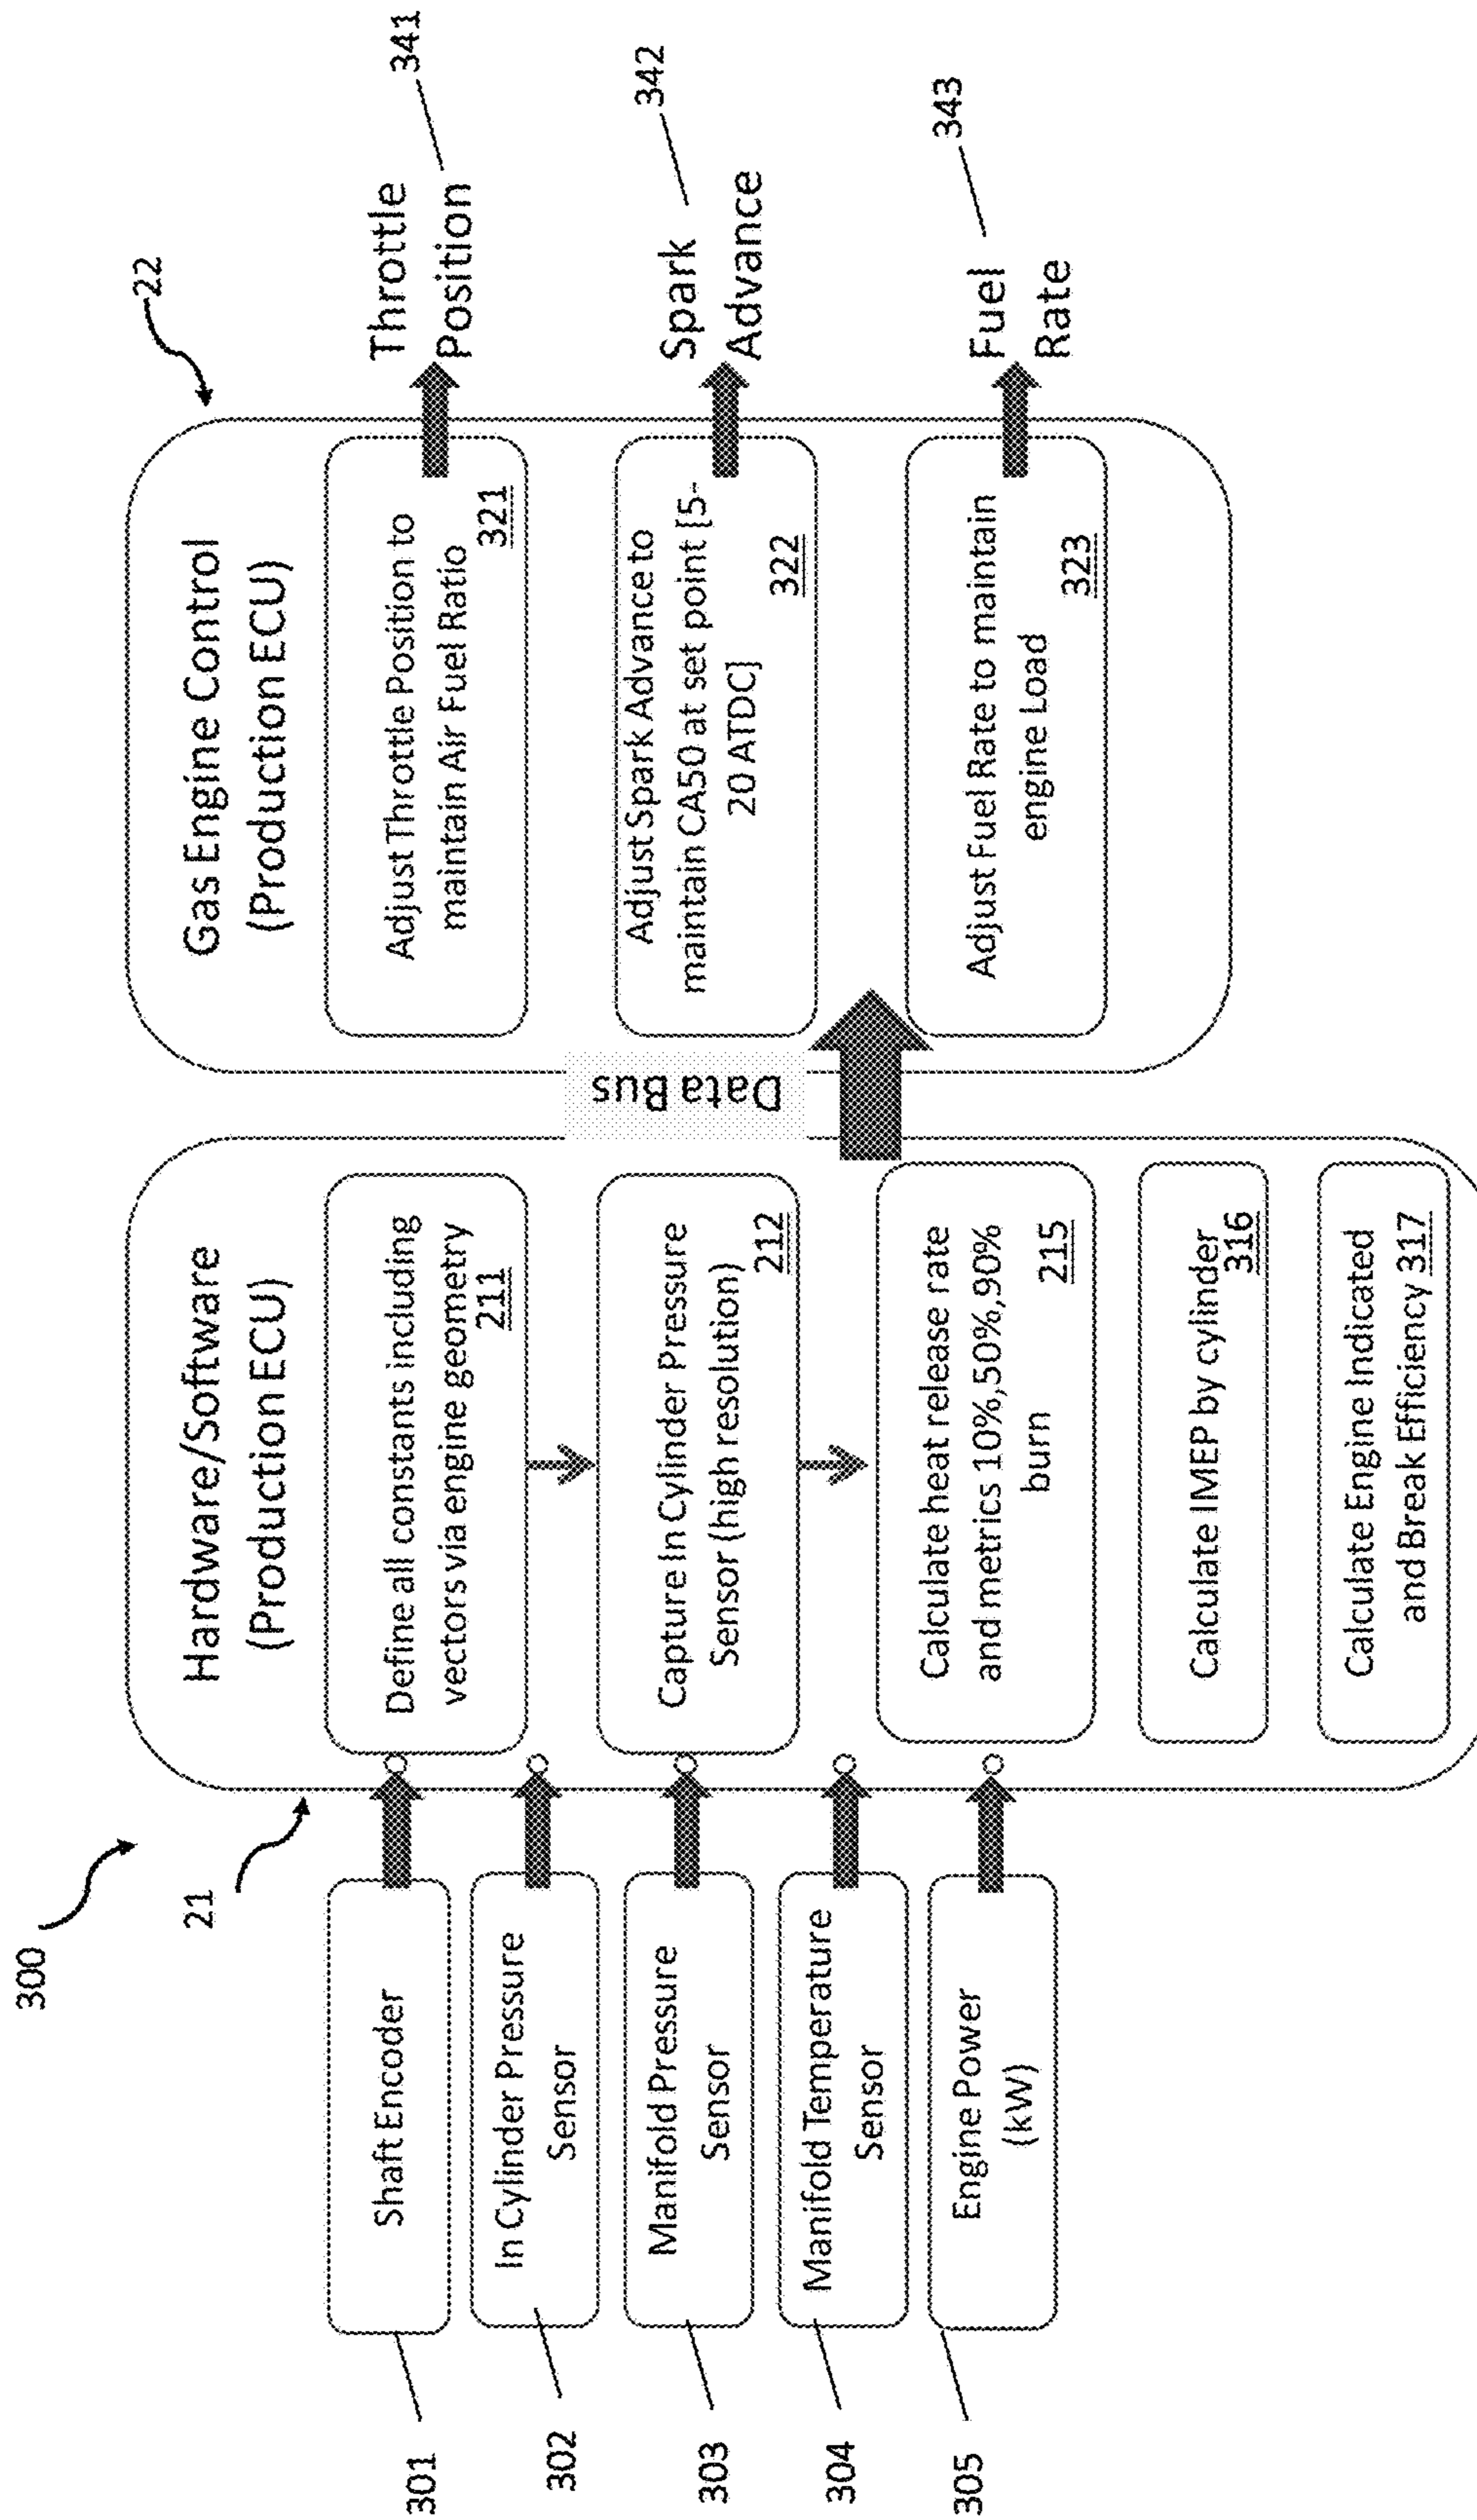 300
21
22
301
Shaft Encoder
302
In Cylinder Pressure
Sensor
303
Manifold Pressure
Sensor
304
Manifold Temperature
Sensor
305
Engine Power
(kW)
Hardware/Software
(Production ECU)
Define all constants including
vectors via engine geometry
211
Capture In Cylinder Pressure
Sensor (high resolution)
212
Calculate heat release rate
and metrics 10%,50%,90%
burn
215
Calculate IMEP by cylinder
316
Calculate Engine Indicated
and Break Efficiency 317
Data Bus
Gas Engine Control
(Production ECU)
Adjust Throttle Position to
maintain Air Fuel Ratio
321
Adjust Spark Advance to
maintain CA50 at set point [5-
20 ATDC]
322
Adjust Fuel Rate to maintain
engine Load
323
Throttle
Position
341
Spark
Advance
342
Fuel
Rate
343